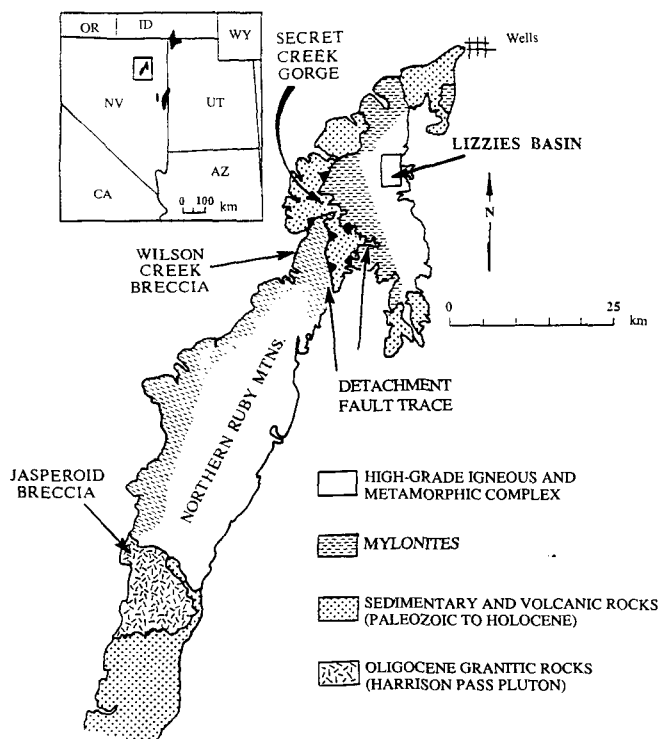 OR
ID
WY
NV
UT
CA
AZ
0 100
km
SECRET
CREEK
GORGE
Wells
LIZZIES BASIN
N
WILSON
CREEK
BRECCIA
0
25
km
DETACHMENT
FAULT TRACE
NORTHERN RUBY MTNS.
JASPEROID
BRECCIA
HIGH-GRADE IGNEOUS AND
METAMORPHIC COMPLEX
MYLONITES
SEDIMENTARY AND VOLCANIC ROCKS
(PALEOZOIC TO HOLOCENE)
OLIGOCENE GRANITIC ROCKS
(HARRISON PASS PLUTON)